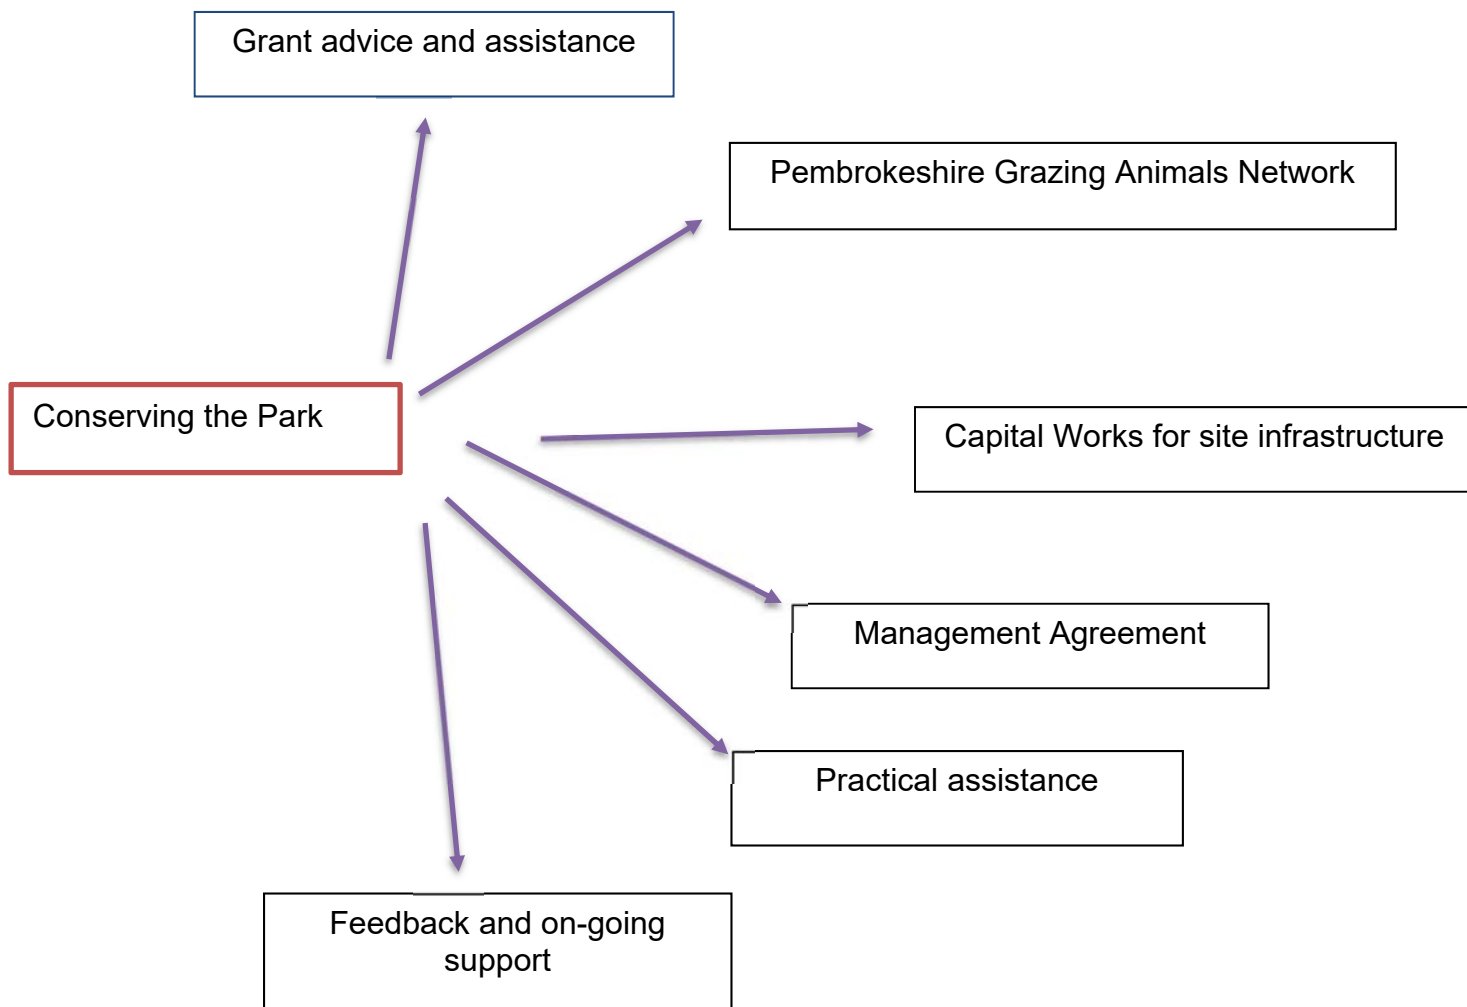 Grant advice and assistance
Pembrokeshire Grazing Animals Network
Conserving the Park
Capital Works for site infrastructure
Management Agreement
Practical assistance
Feedback and on-going
support